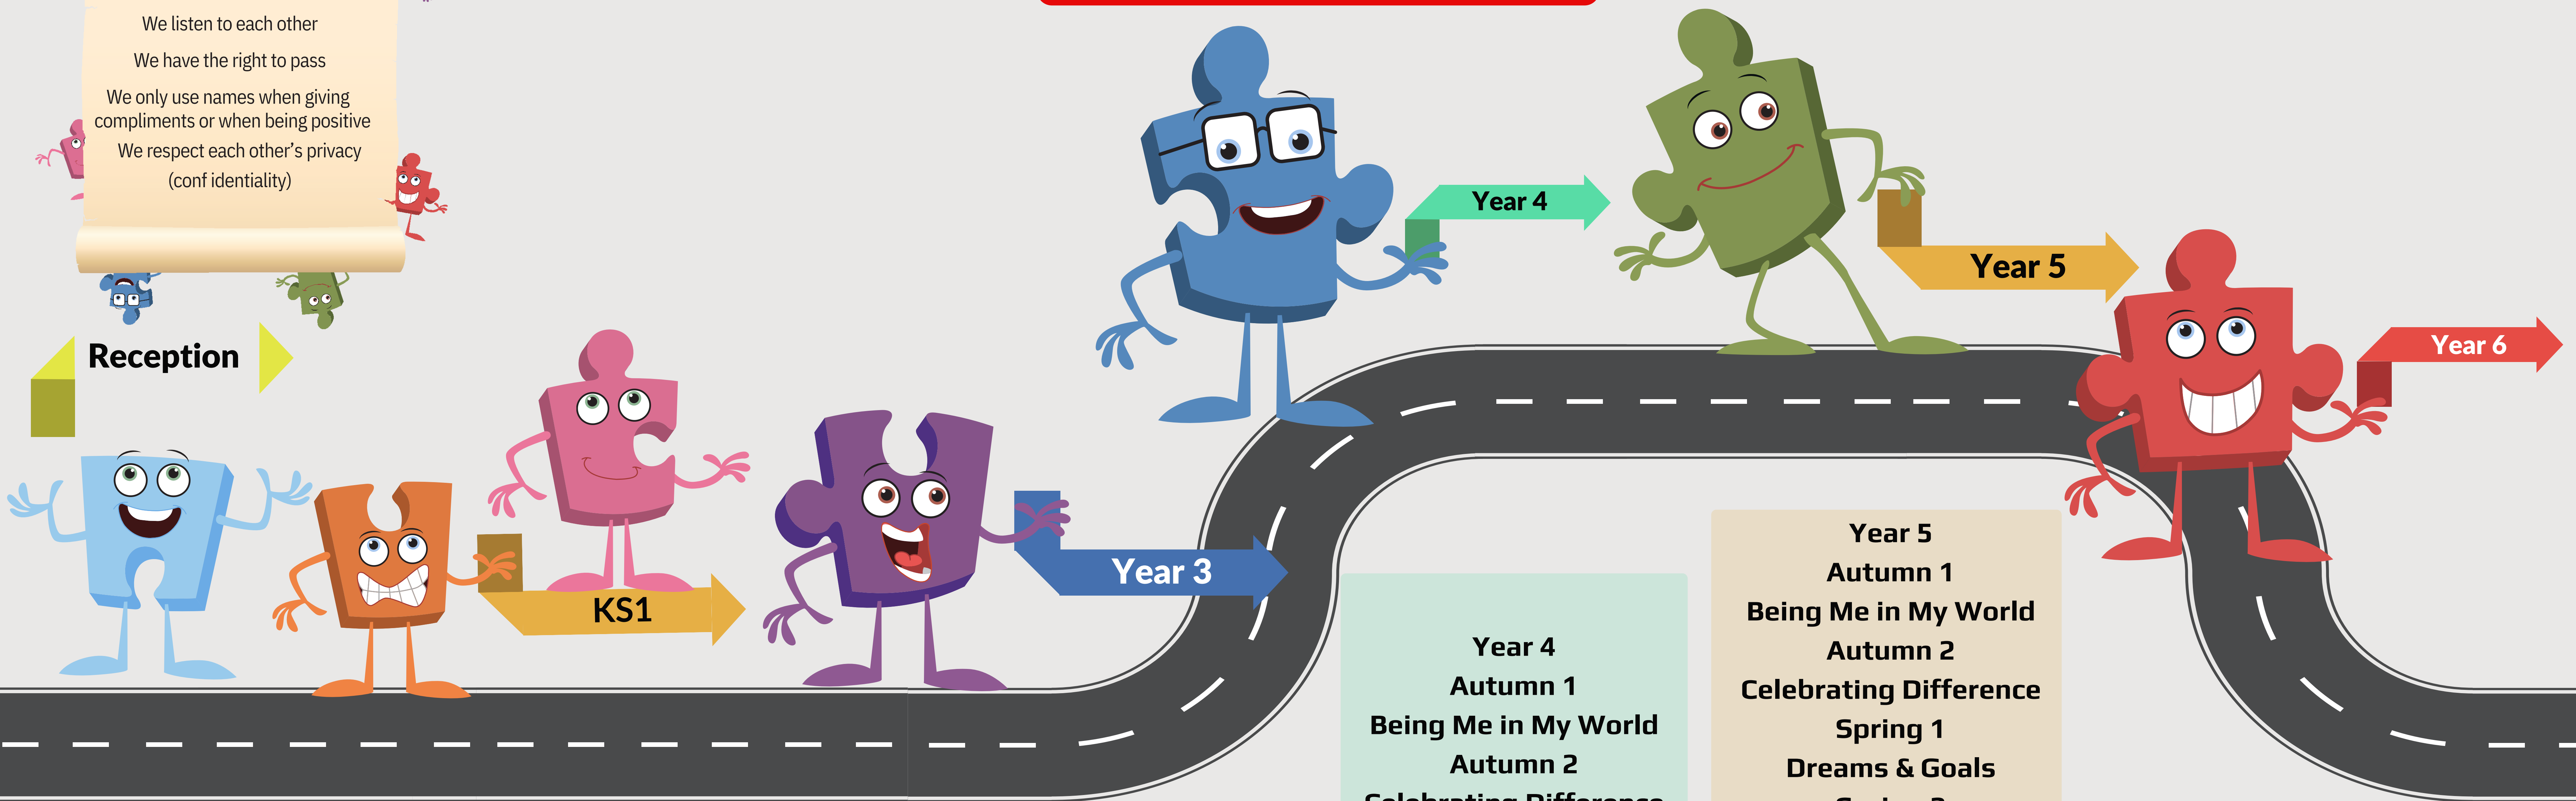 We listen to each other
We have the right to pass
We only use names when giving
compliments or when being positive
We respect each other’s privacy
(conf identiality)
Reception
KS1
Year 3
Year 4
Year 5
Year 6
Year 4
Autumn 1
Being Me in My World
Autumn 2
Celebrating Difference
Year 5
Autumn 1
Being Me in My World
Autumn 2
Celebrating Difference
Spring 1
Dreams & Goals